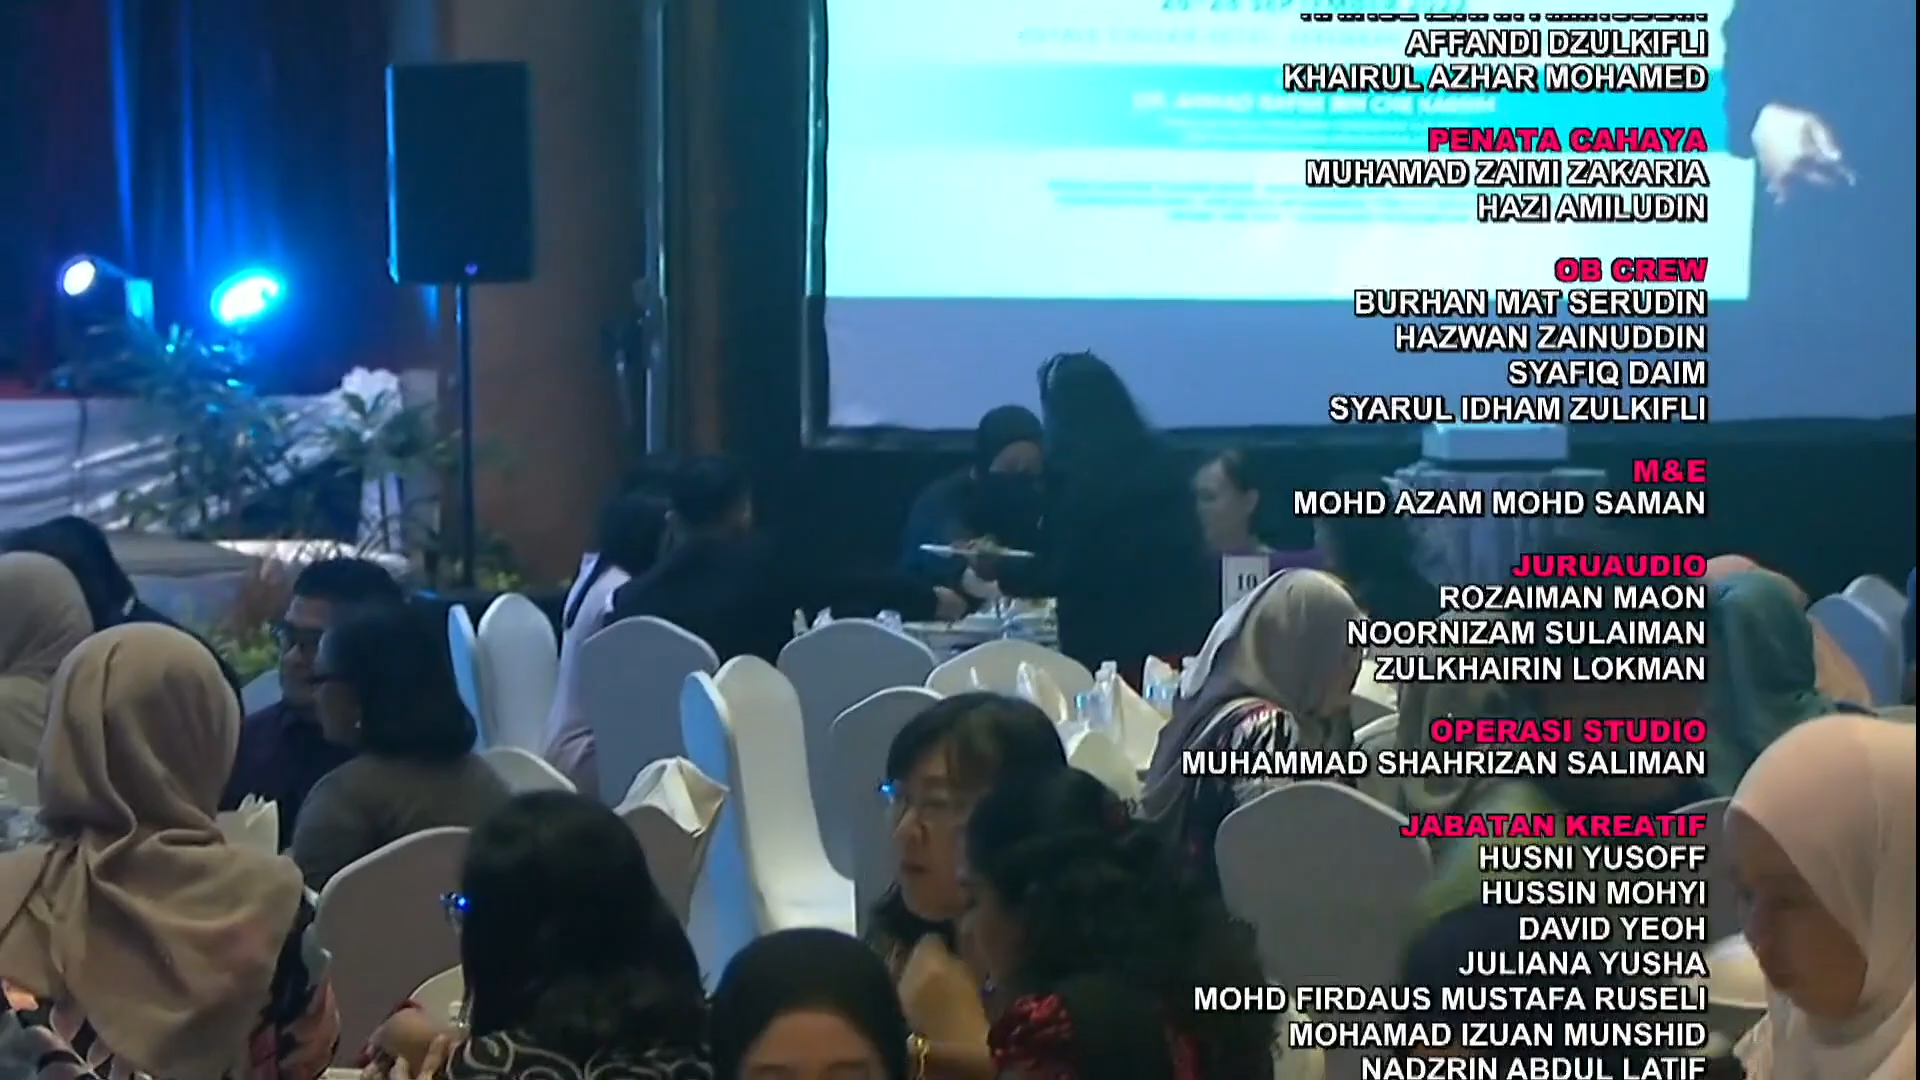 AFFANDI DZULKIFLI
KHAIRUL AZHAR MOHAMED
PENATA CAHAYA
MUHAMAD ZAIMI ZAKARIA
HAZI AMILUDIN
OB CREW
BURHAN MAT SERUDIN
HAZWAN ZAINUDDIN
SYAFIQ DAIM
SYARUL IDHAM ZULKIFLI
M&E
MOHD AZAM MOHD SAMAN
JURUAUDIO
ROZAIMAN MAON
NOORNIZAM SULAIMAN
ZULKHAIRIN LOKMAN
OPERASI STUDIO
MUHAMMAD SHAHRIZAN SALIMAN
JABATAN KREATIF
HUSNI YUSOFF
HUSSIN MOHYI
DAVID YEOH
JULIANA YUSHA
MOHD FIRDAUS MUSTAFA RUSELI
MOHAMAD IZUAN MUNSHID
NADZRIN ABDUL LATIF
SEPTEMBER
10